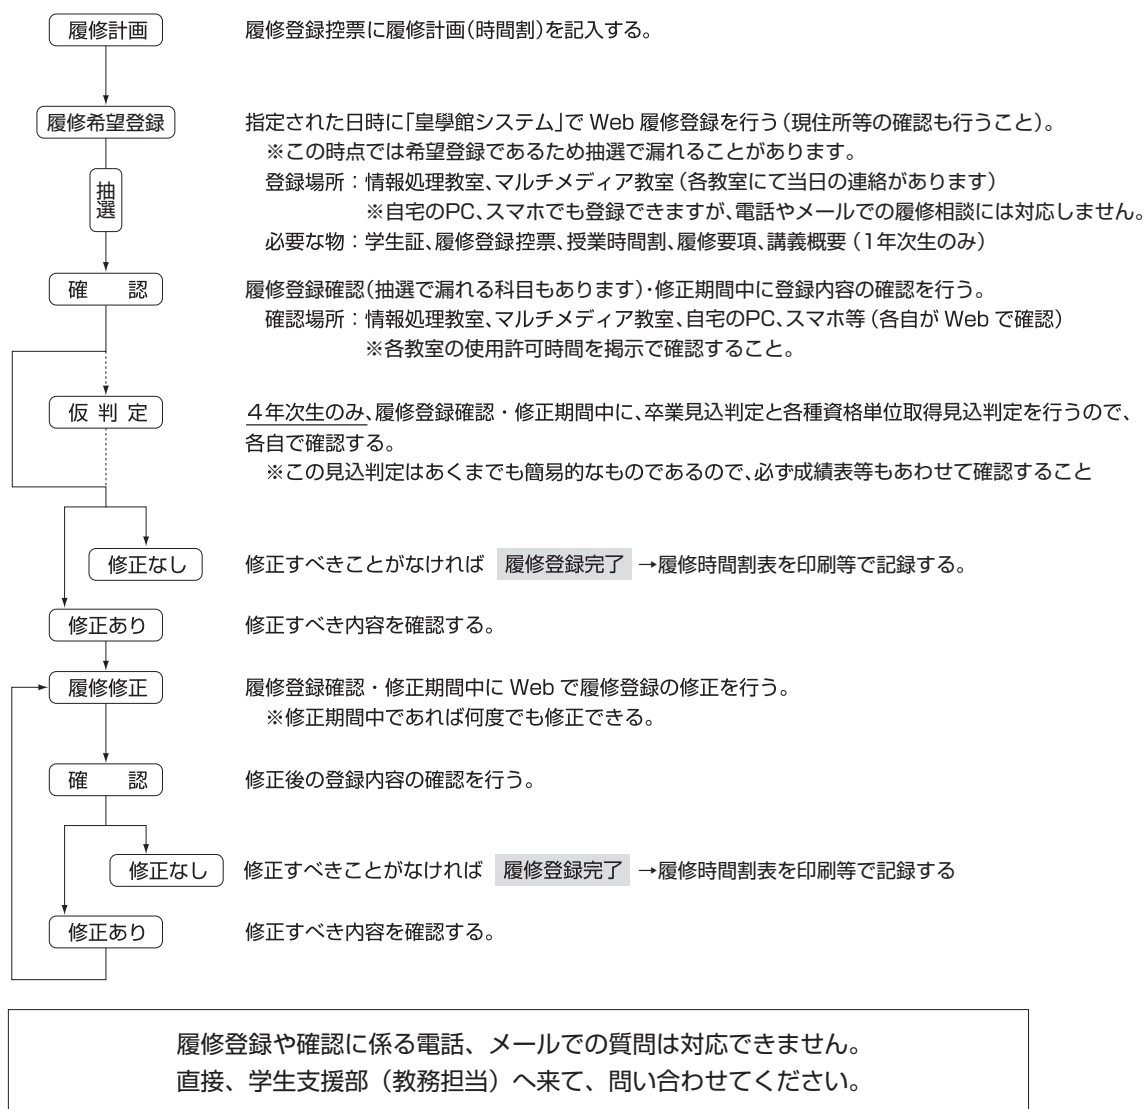 履修計画 履修登録控票に履修計画(時間割)を記入する。
履修希望登録 指定された日時に「皇學館システム」で Web 履修登録を行う(現住所等の確認も行うこと)。
※この時点では希望登録であるため抽選で漏れることがあります。
抽選
登録場所：情報処理教室、マルチメディア教室(各教室にて当日の連絡があります)
※自宅のPC、スマホでも登録できますが、電話やメールでの履修相談には対応しません。
必要な物：学生証、履修登録控票、授業時間割、履修要項、講義概要(1年次生のみ)
確　認 履修登録確認(抽選で漏れる科目もあります)・修正期間中に登録内容の確認を行う。
確認場所：情報処理教室、マルチメディア教室、自宅のPC、スマホ等(各自が Web で確認)
※各教室の使用許可時間を掲示で確認すること。
仮 判 定 4年次生のみ、履修登録確認・修正期間中に、卒業見込判定と各種資格単位取得見込判定を行うので、
各自で確認する。
※この見込判定はあくまでも簡易的なものであるので、必ず成績表等もあわせて確認すること
修正なし 修正すべきことがなければ 履修登録完了 →履修時間割表を印刷等で記録する。
修正あり 修正すべき内容を確認する。
履修修正 履修登録確認・修正期間中に Web で履修登録の修正を行う。
※修正期間中であれば何度でも修正できる。
確　認 修正後の登録内容の確認を行う。
修正なし 修正すべきことがなければ 履修登録完了 →履修時間割表を印刷等で記録する
修正あり 修正すべき内容を確認する。
履修登録や確認に係る電話、メールでの質問は対応できません。
直接、学生支援部（教務担当）へ来て、問い合わせてください。